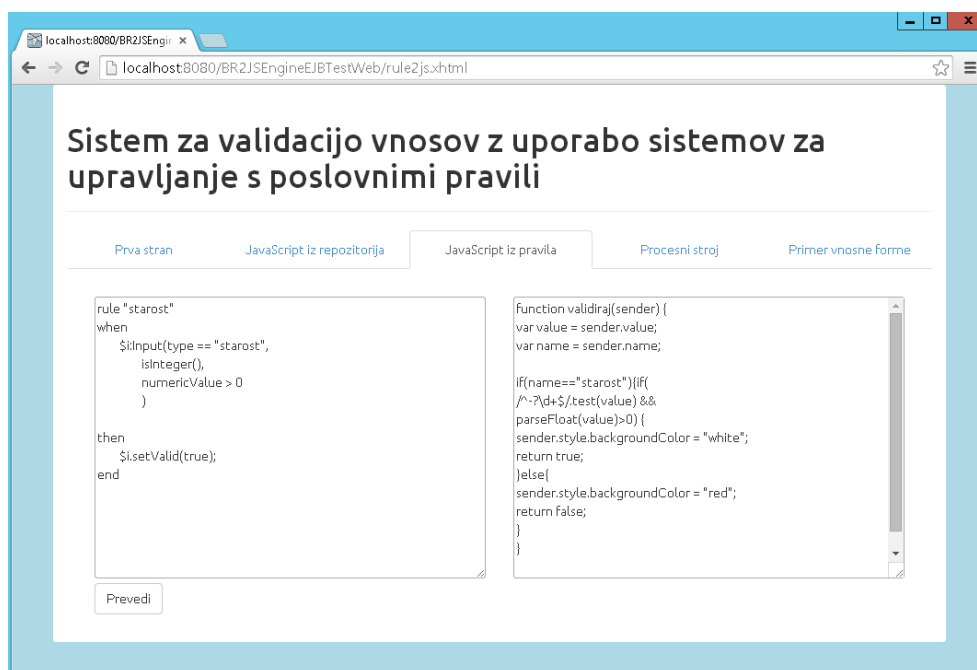 localhost:8080/BR2JSEngin
localhost:8080/BR2JSEngineEJBTestWeb/rule2js.xhtml
Sistem za validacijo vnosov z uporabo sistemov za
upravljanje s poslovnimi pravili
Prva stran
JavaScript iz repozitorija
JavaScript iz pravila
Procesni stroj
Primer vnosne forme
rule "starost"
when
$i:Input(type == "starost",
isInteger(),
numericValue > 0
)
then
$i.setValid(true);
end
function validiraj(sender) {
var value = sender.value;
var name = sender.name;
if(name=="starost"){if(
/^-?\d+$/.test(value) &&
parseFloat(value)>0) {
sender.style.backgroundColor = "white";
return true;
}else{
sender.style.backgroundColor = "red";
return false;
}
}
Prevedi